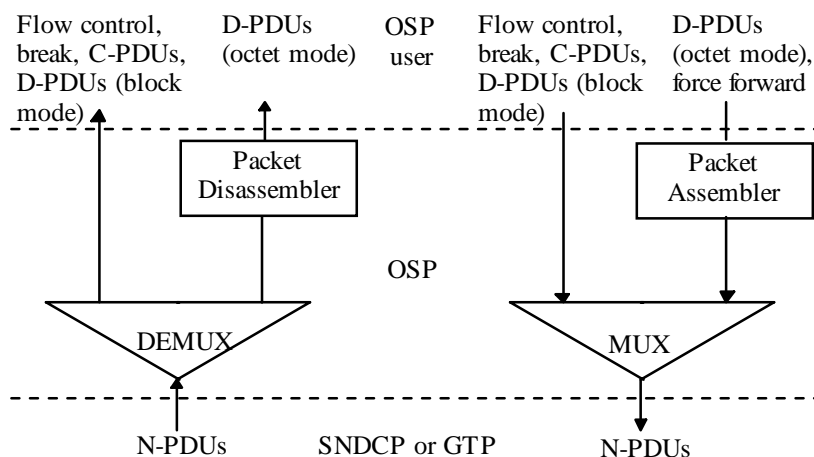 Flow control,
break, C-PDUs,
D-PDUs (block
mode)
D-PDUs
(octet mode)
OSP
user
Flow control,
break, C-PDUs,
D-PDUs (block
mode)
D-PDUs
(octet mode),
force forward
Packet
Disassembler
Packet
Assembler
OSP
DEMUX
MUX
N-PDUs
SNDCP or GTP
N-PDUs